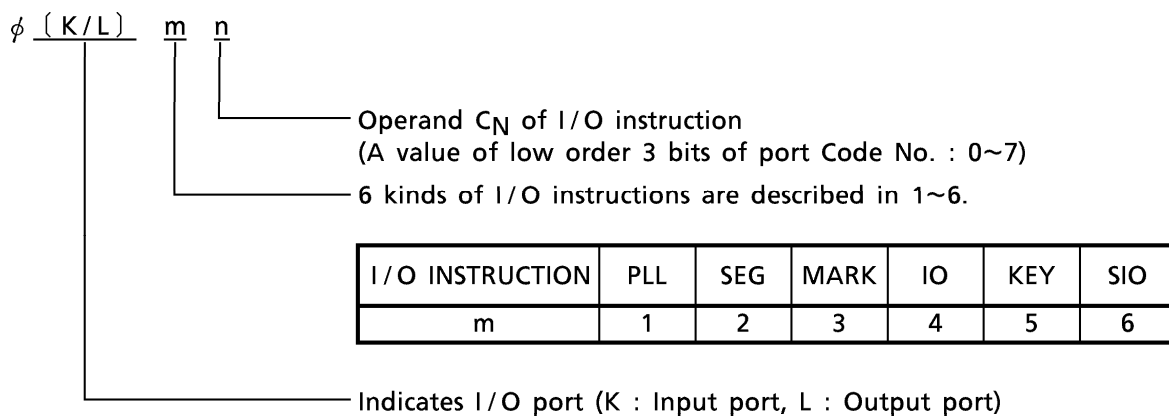 ϕ 〔K/L〕 m n
Operand CN of I/O instruction
(A value of low order 3 bits of port Code No. : 0~7)
6 kinds of I/O instructions are described in 1~6.
I/O INSTRUCTION PLL SEG MARK IO KEY SIO
m 1 2 3 4 5 6
Indicates I/O port (K : Input port, L : Output port)